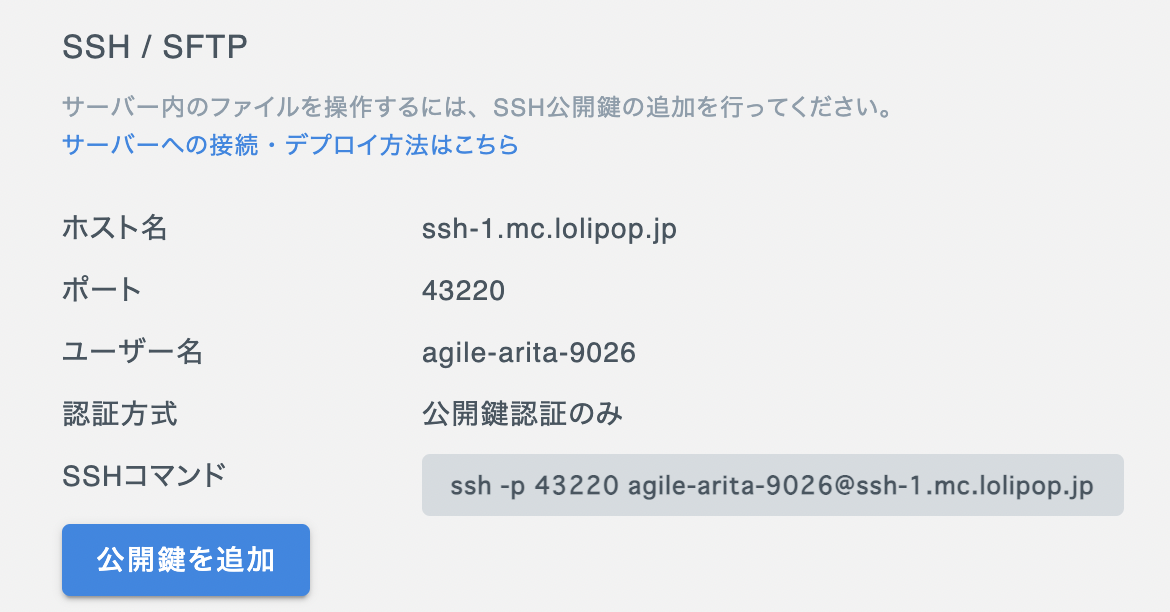 SSH / SFTP
サーバー内のファイルを操作するには、SSH公開鍵の追加を行ってください。
サーバーへの接続・デプロイ方法はこちら
ホスト名 ssh-1.mc.lolipop.jp
ポート 43220
ユーザー名 agile-arita-9026
認証方式 公開鍵認証のみ
SSHコマンド ssh -p 43220 agile-arita-9026@ssh-1.mc.lolipop.jp
公開鍵を追加